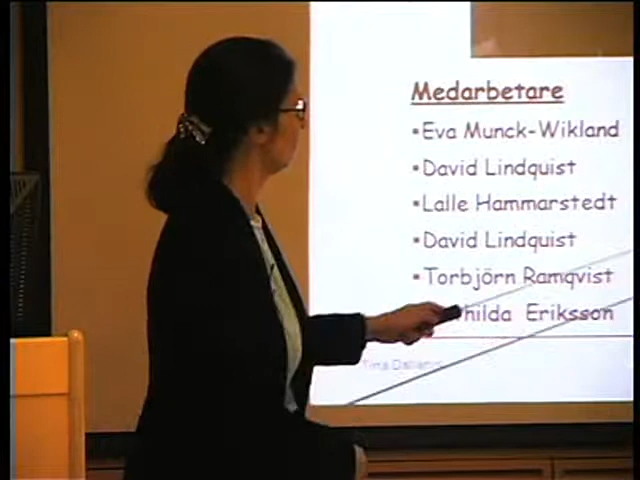 Medarbetare
•Eva Munck-Wikland
•David Lindquist
•Lalle Hammarstedt
•David Lindquist
•Torbjörn Ramqvist
Eriksson
Tina Dalianis